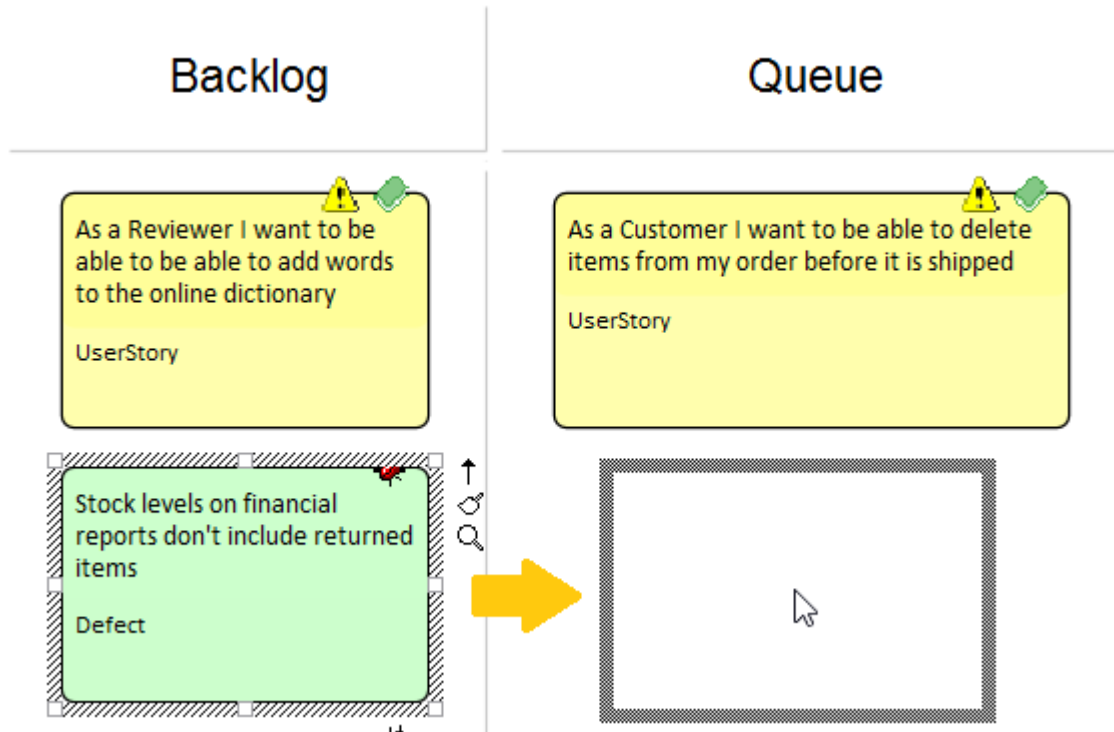 Backlog
Queue
As a Reviewer I want to be
able to be able to add words
to the online dictionary
UserStory
As a Customer I want to be able to delete
items from my order before it is shipped
UserStory
Stock levels on financial
reports don't include returned
items
Defect